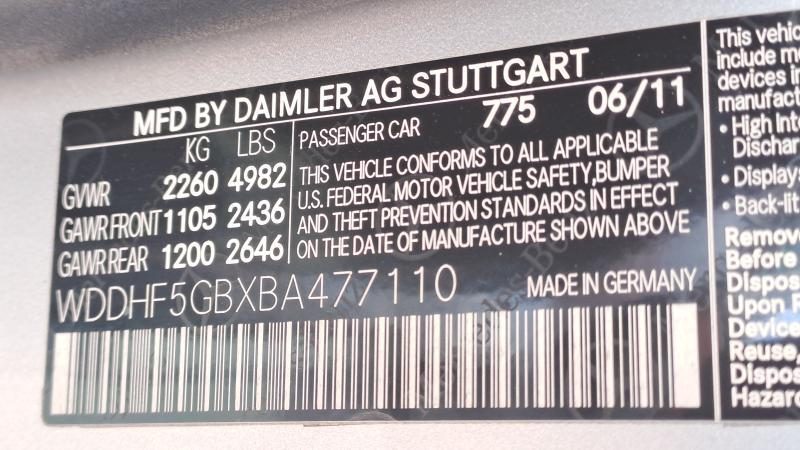 MFD BY DAIMLER AG STUTTGART
KG LBS
GVWR 2260 4982
GAWR FRONT 1105 2436
GAWR REAR 1200 2646
PASSENGER CAR 775 06/11
THIS VEHICLE CONFORMS TO ALL APPLICABLE
U.S. FEDERAL MOTOR VEHICLE SAFETY,BUMPER
AND THEFT PREVENTION STANDARDS IN EFFECT
ON THE DATE OF MANUFACTURE SHOWN ABOVE
WDDHF5GBXBA477110
MADE IN GERMANY
This vehic
include m
devices in
manufact
• High Int
Dischar
• Display
• Back-lit
Remov
Before
Dispos
Upon
Device
Reuse,
Dispos
Hazar